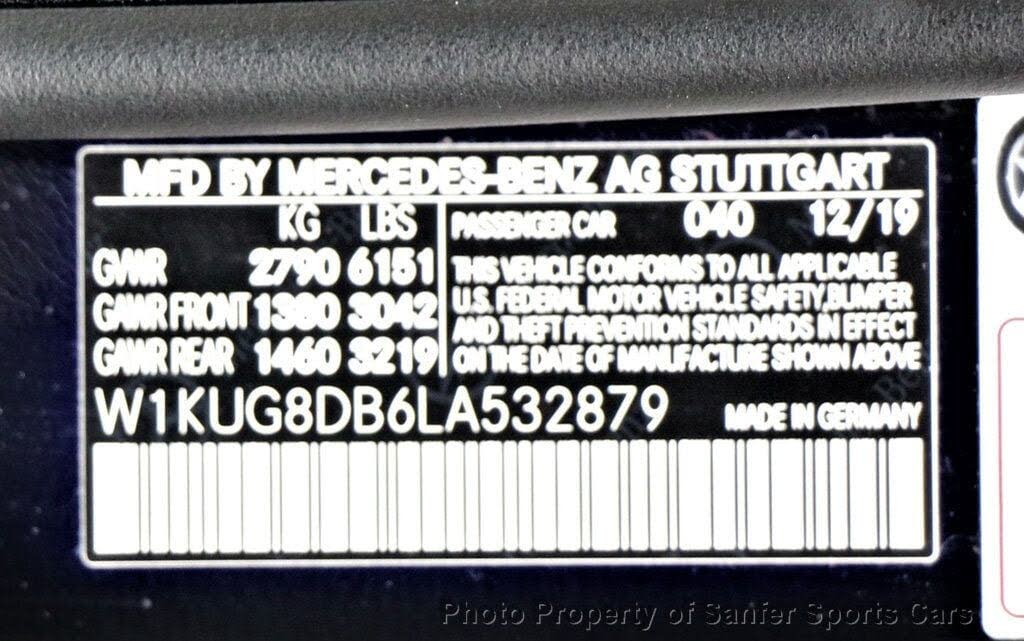 MFD BY MERCEDES-BENZ AG STUTTGART
KG LBS
GVWR 2790 6151
GAWR FRONT 1380 3042
GAWR REAR 1460 3219
PASSENGER CAR 040 12/19
THIS VEHICLE CONFORMS TO ALL APPLICABLE
U.S. FEDERAL MOTOR VEHICLE SAFETY,BUMPER
AND THEFT PREVENTION STANDARDS IN EFFECT
ON THE DATE OF MANUFACTURE SHOWN ABOVE
W1KUG8DB6LA532879
MADE IN GERMANY
Photo Property of Sanfer Sports Cars